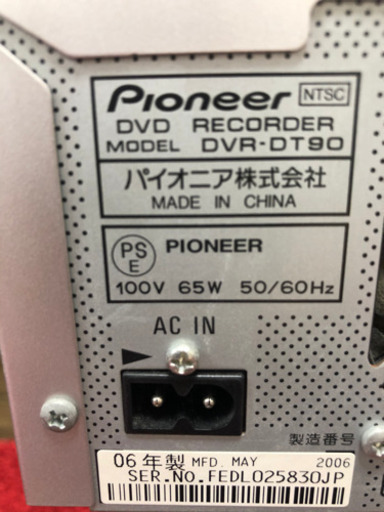 Pioneer NTSC
DVD RECORDER
MODEL DVR-DT90
パイオニア株式会社
MADE IN CHINA
PS E PIONEER
100V 65W 50/60Hz
AC IN
製造番号
06年製 MFD. MAY 2006
SER.No.FEDL025830JP